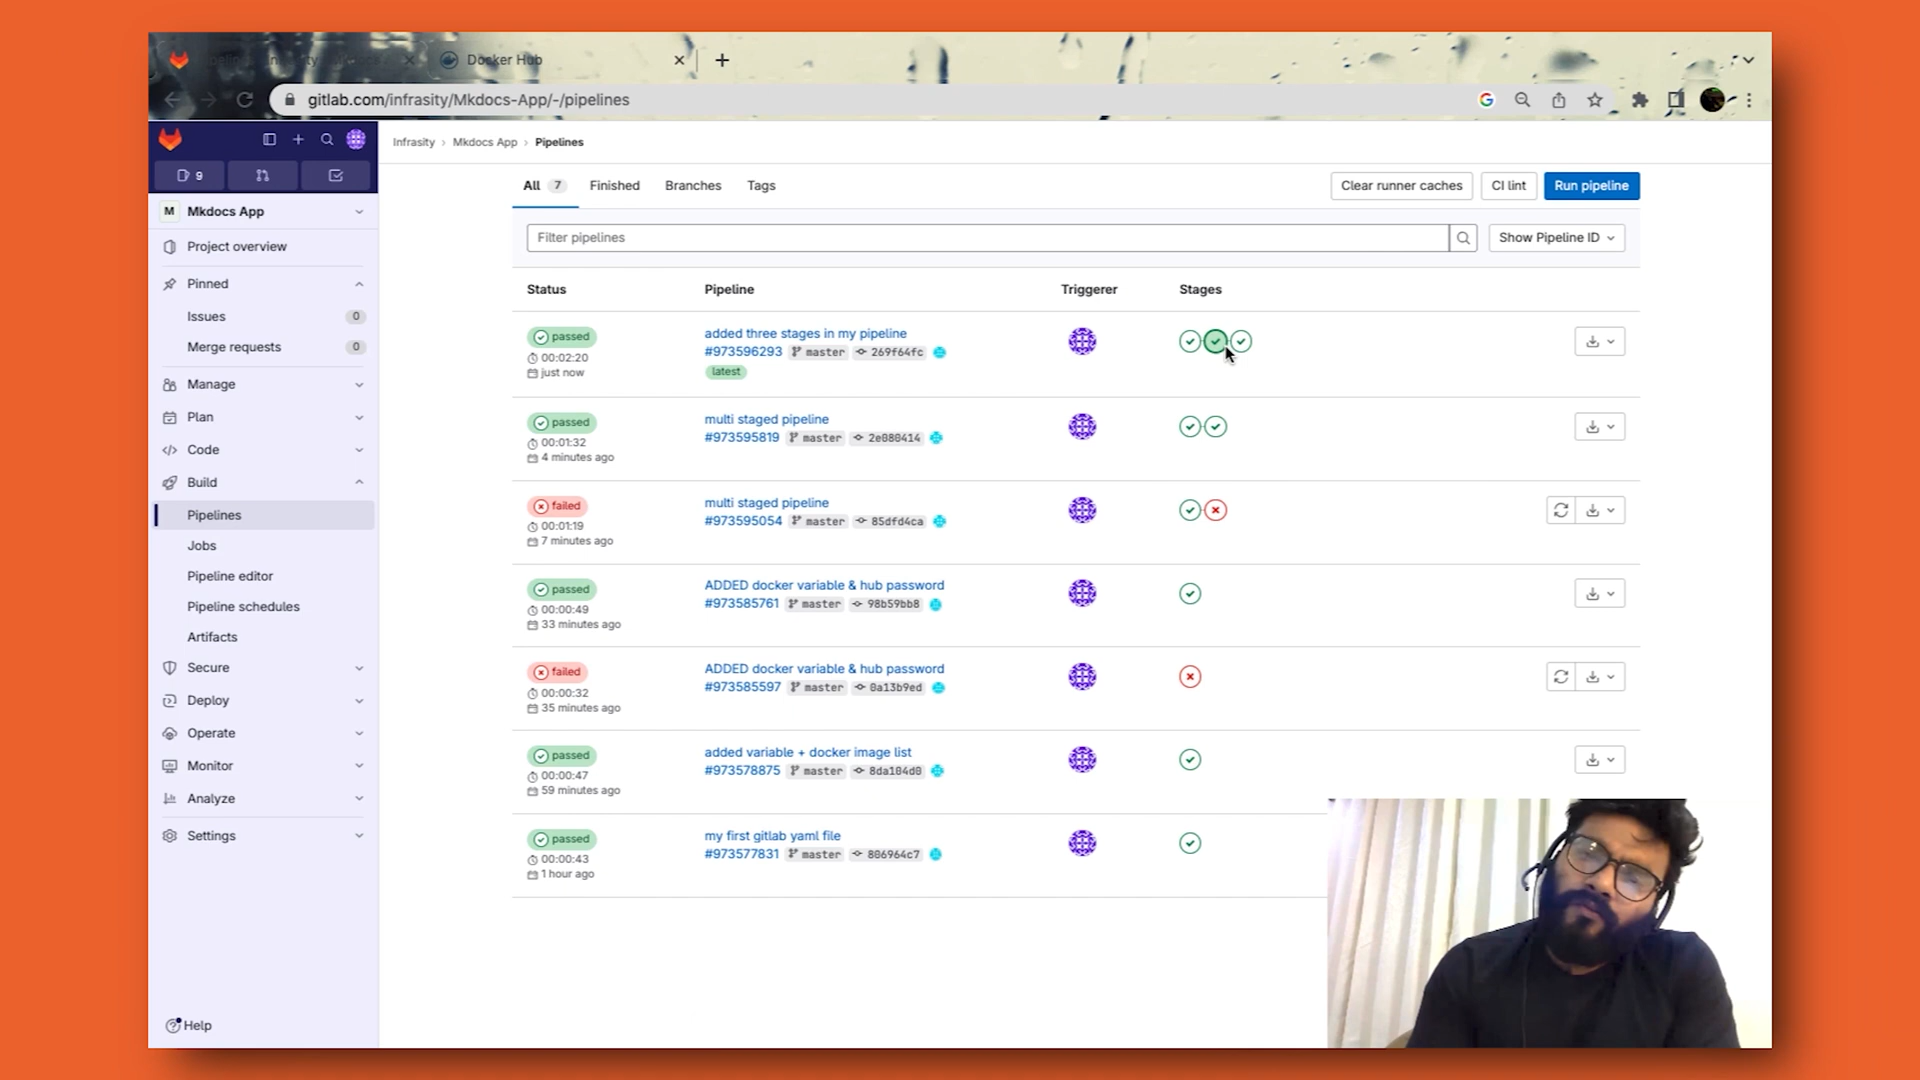 Docker Hub
gitlab.com/infrasity/Mkdocs-App/-/pipelines
9
Infrasity › Mkdocs App › Pipelines
M Mkdocs App
Project overview
Pinned
Issues 0
Merge requests 0
Manage
Plan
Code
Build
Pipelines
Jobs
Pipeline editor
Pipeline schedules
Artifacts
Secure
Deploy
Operate
Monitor
Analyze
Settings
Help
All 7 Finished Branches Tags
Clear runner caches CI lint Run pipeline
Filter pipelines Show Pipeline ID
Status Pipeline Triggerer Stages
passed added three stages in my pipeline
00:02:20 #973596293 master 269f64fc
just now latest
passed multi staged pipeline
00:01:32 #973595819 master 2e080414
4 minutes ago
failed multi staged pipeline
00:01:19 #973595054 master 85dfd4ca
7 minutes ago
passed ADDED docker variable & hub password
00:00:49 #973585761 master 98b59bb8
33 minutes ago
failed ADDED docker variable & hub password
00:00:32 #973585597 master 0a13b9ed
35 minutes ago
passed added variable + docker image list
00:00:47 #973578875 master 8da104d0
59 minutes ago
passed my first gitlab yaml file
00:00:43 #973577831 master 806964c7
1 hour ago